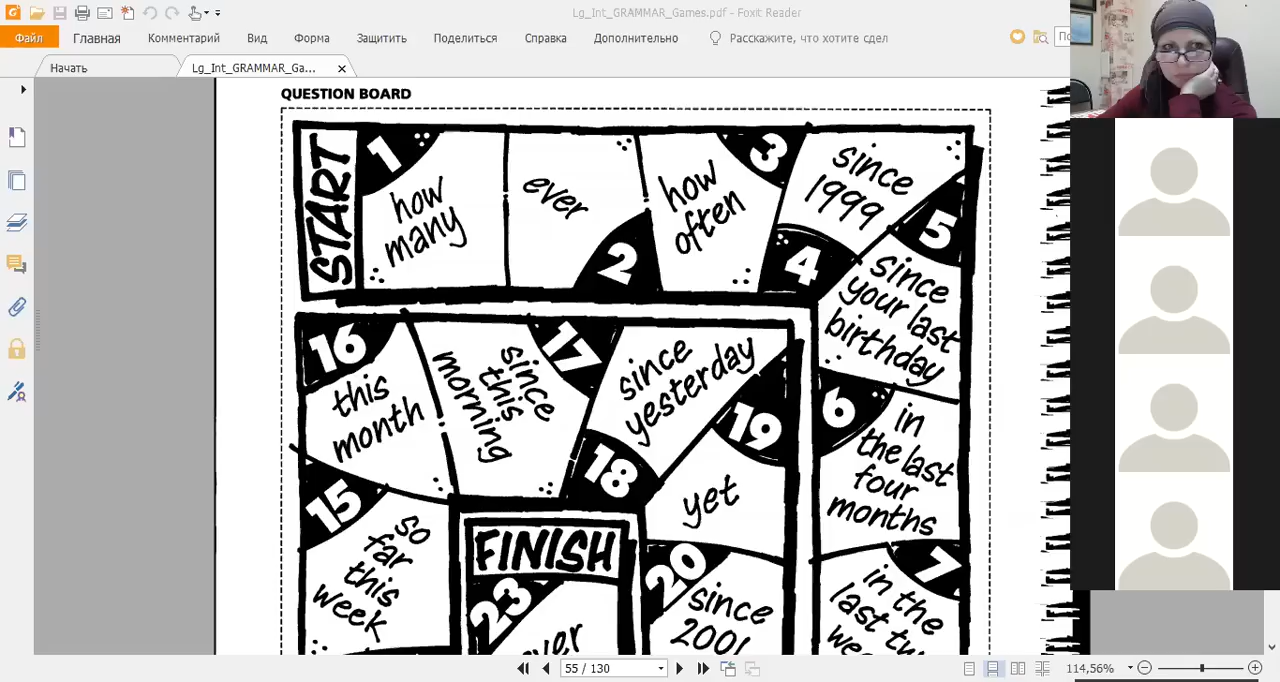 Lg_Int_GRAMMAR_Games.pdf - Foxit Reader
Файл
Главная
Комментарий
Вид
Форма
Защитить
Поделиться
Справка
Дополнительно
Расскажите, что хотите сдел
Начать
Lg_Int_GRAMMAR_Ga...
QUESTION BOARD
START
1
how
many
ever
2
how
often
3
since
1999
4
5
since
your last
birthday
6
in
the last
four
months
7
in the
last
16
this
month
17
since
this
morning
since
yesterday
18
19
yet
20
since
2001
15
so
far
this
week
FINISH
23
55 / 130
114,56%